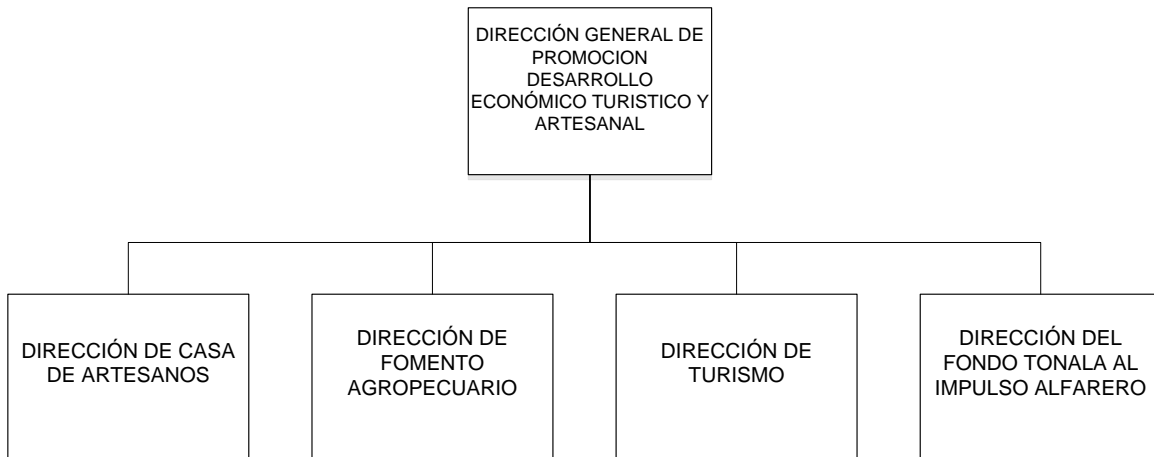 DIRECCIÓN GENERAL DE
PROMOCION
DESARROLLO
ECONÓMICO TURISTICO Y
ARTESANAL
DIRECCIÓN DE CASA
DE ARTESANOS
DIRECCIÓN DE
FOMENTO
AGROPECUARIO
DIRECCIÓN DE
TURISMO
DIRECCIÓN DEL
FONDO TONALA AL
IMPULSO ALFARERO